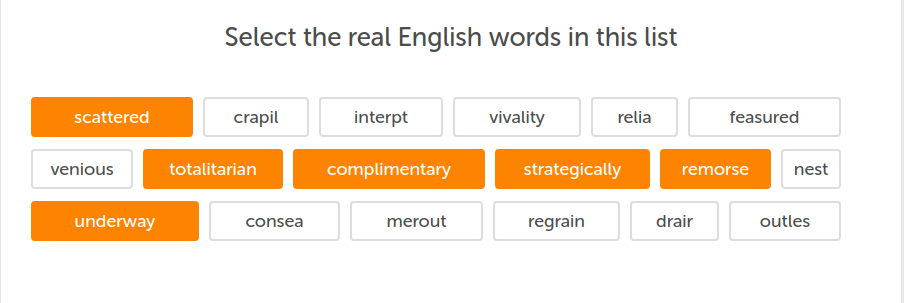 Select the real English words in this list
scattered crapil interpt vivality relia feasured
venious totalitarian complimentary strategically remorse nest
underway consea merout regrain drair outles